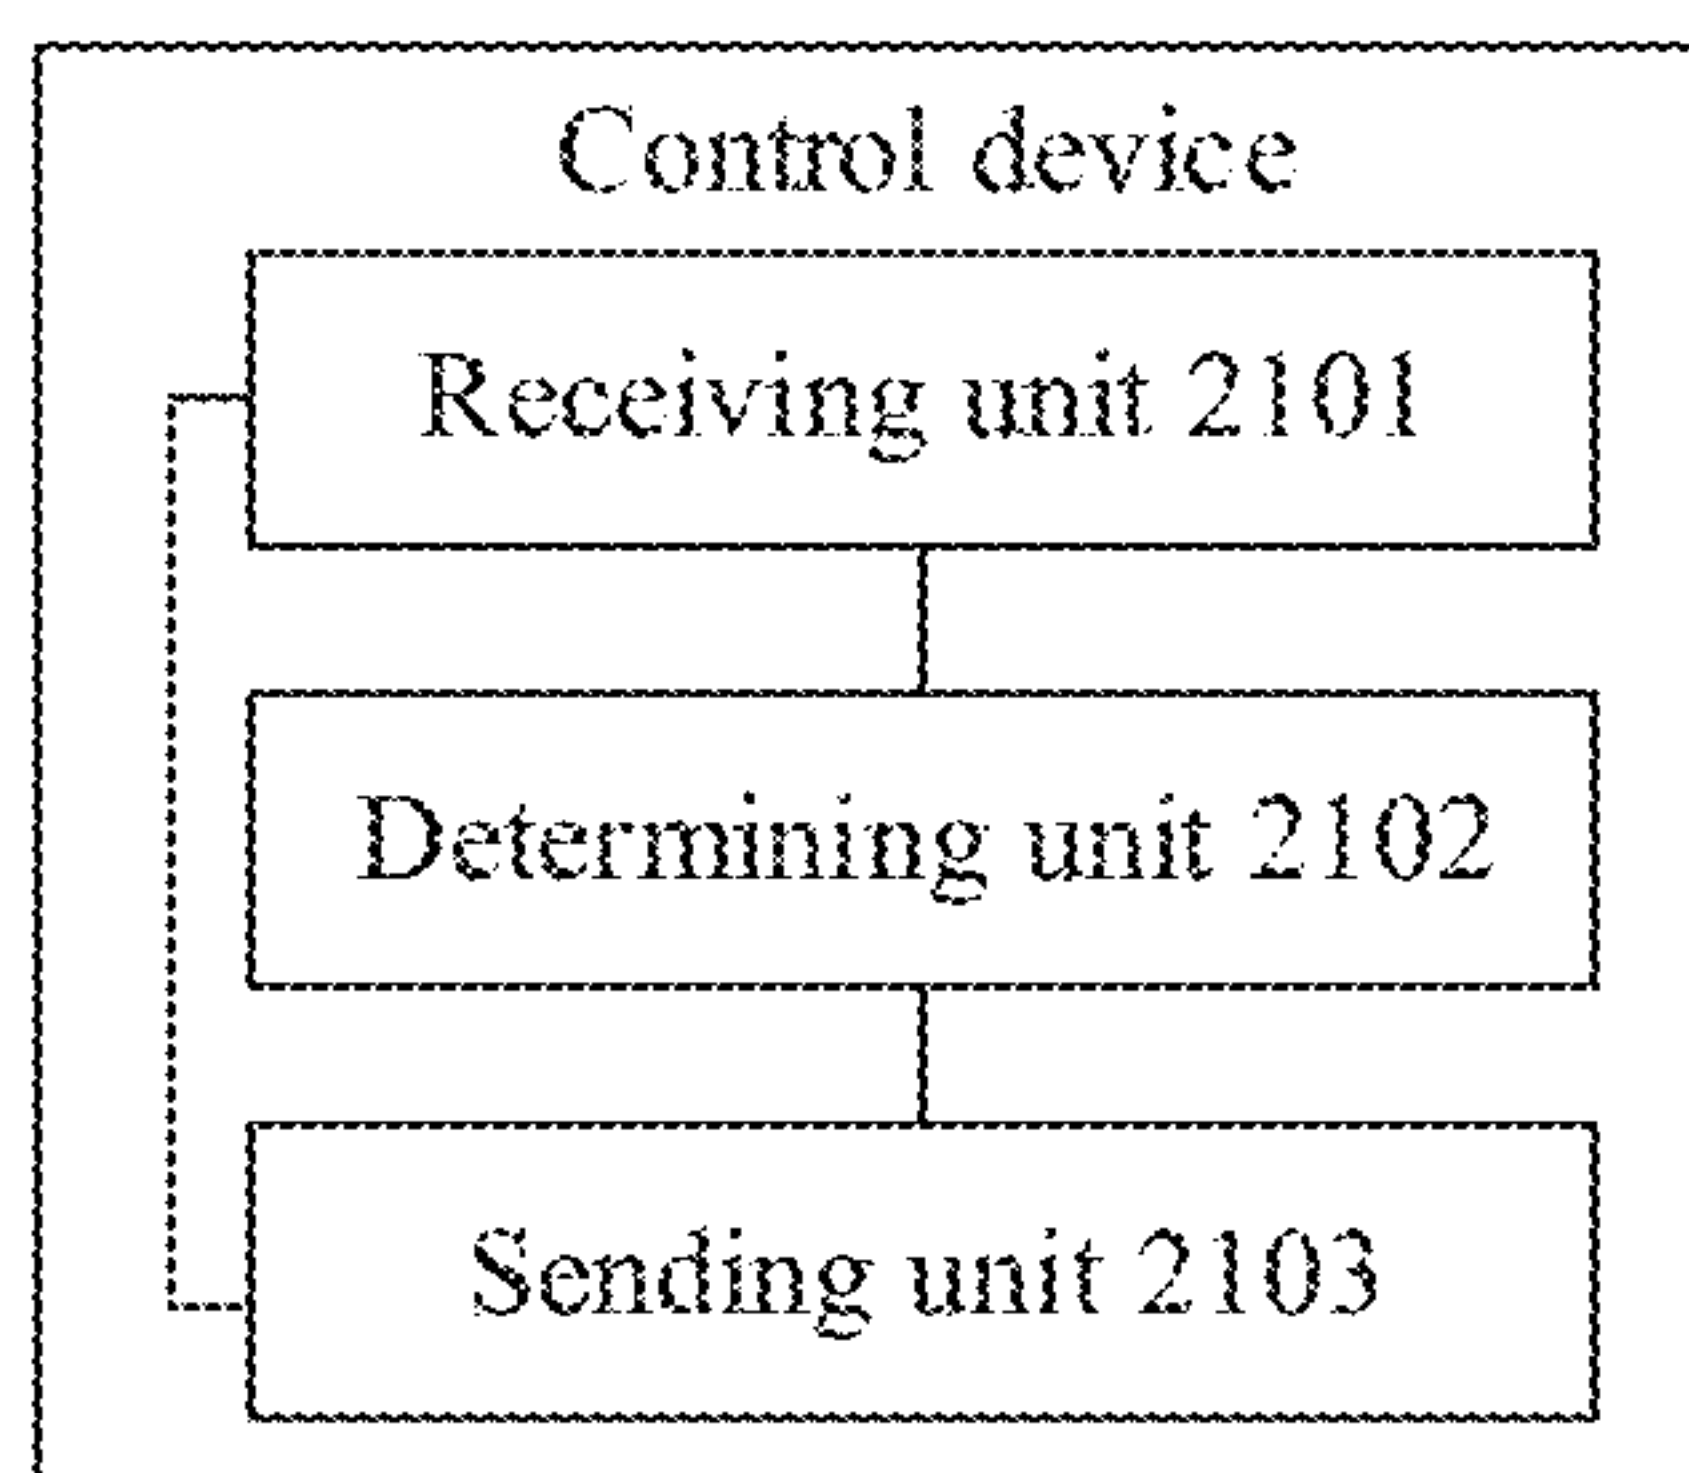 Control device
Receiving unit 2101
Determining unit 2102
Sending unit 2103